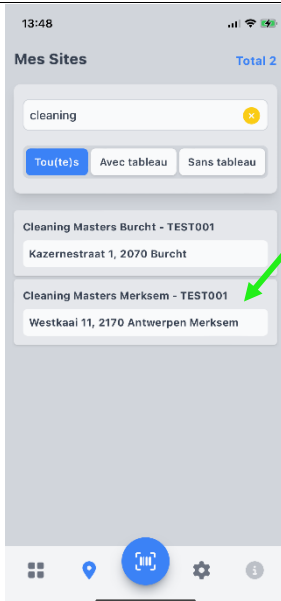 13:48
Mes Sites
Total 2
cleaning
Tou(te)s
Avec tableau
Sans tableau
Cleaning Masters Burcht - TEST001
Kazernestraat 1, 2070 Burcht
Cleaning Masters Merksem - TEST001
Westkaai 11, 2170 Antwerpen Merksem